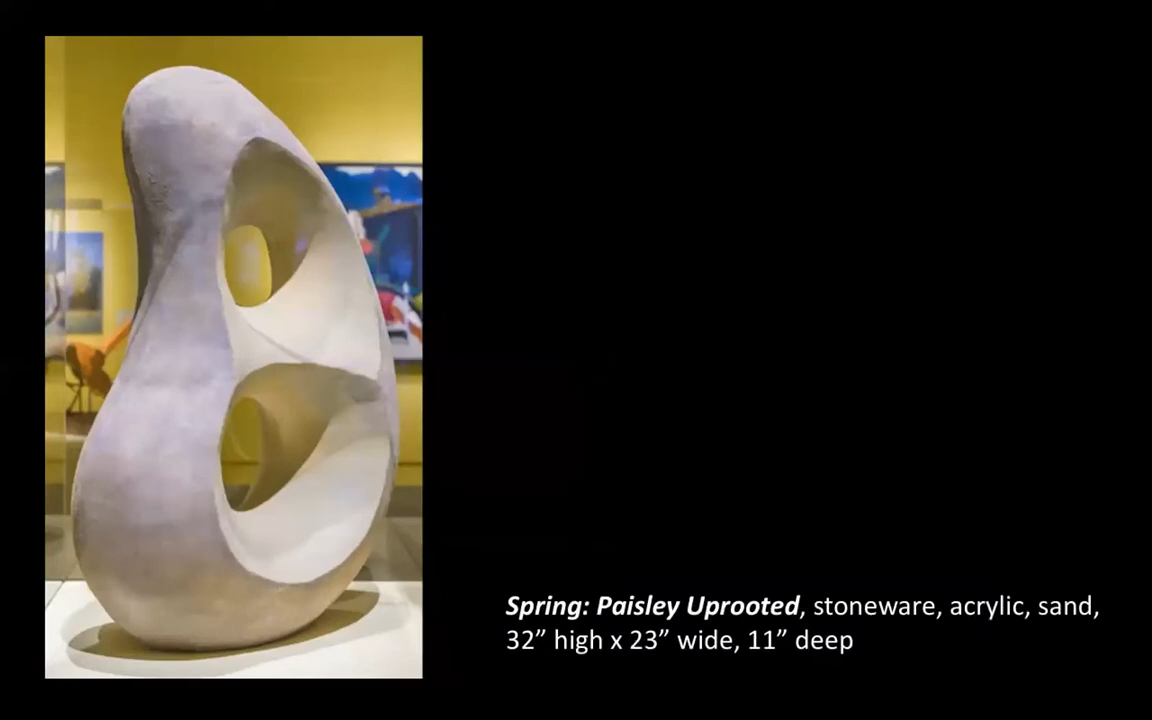 Spring: Paisley Uprooted, stoneware, acrylic, sand,
32” high x 23” wide, 11” deep